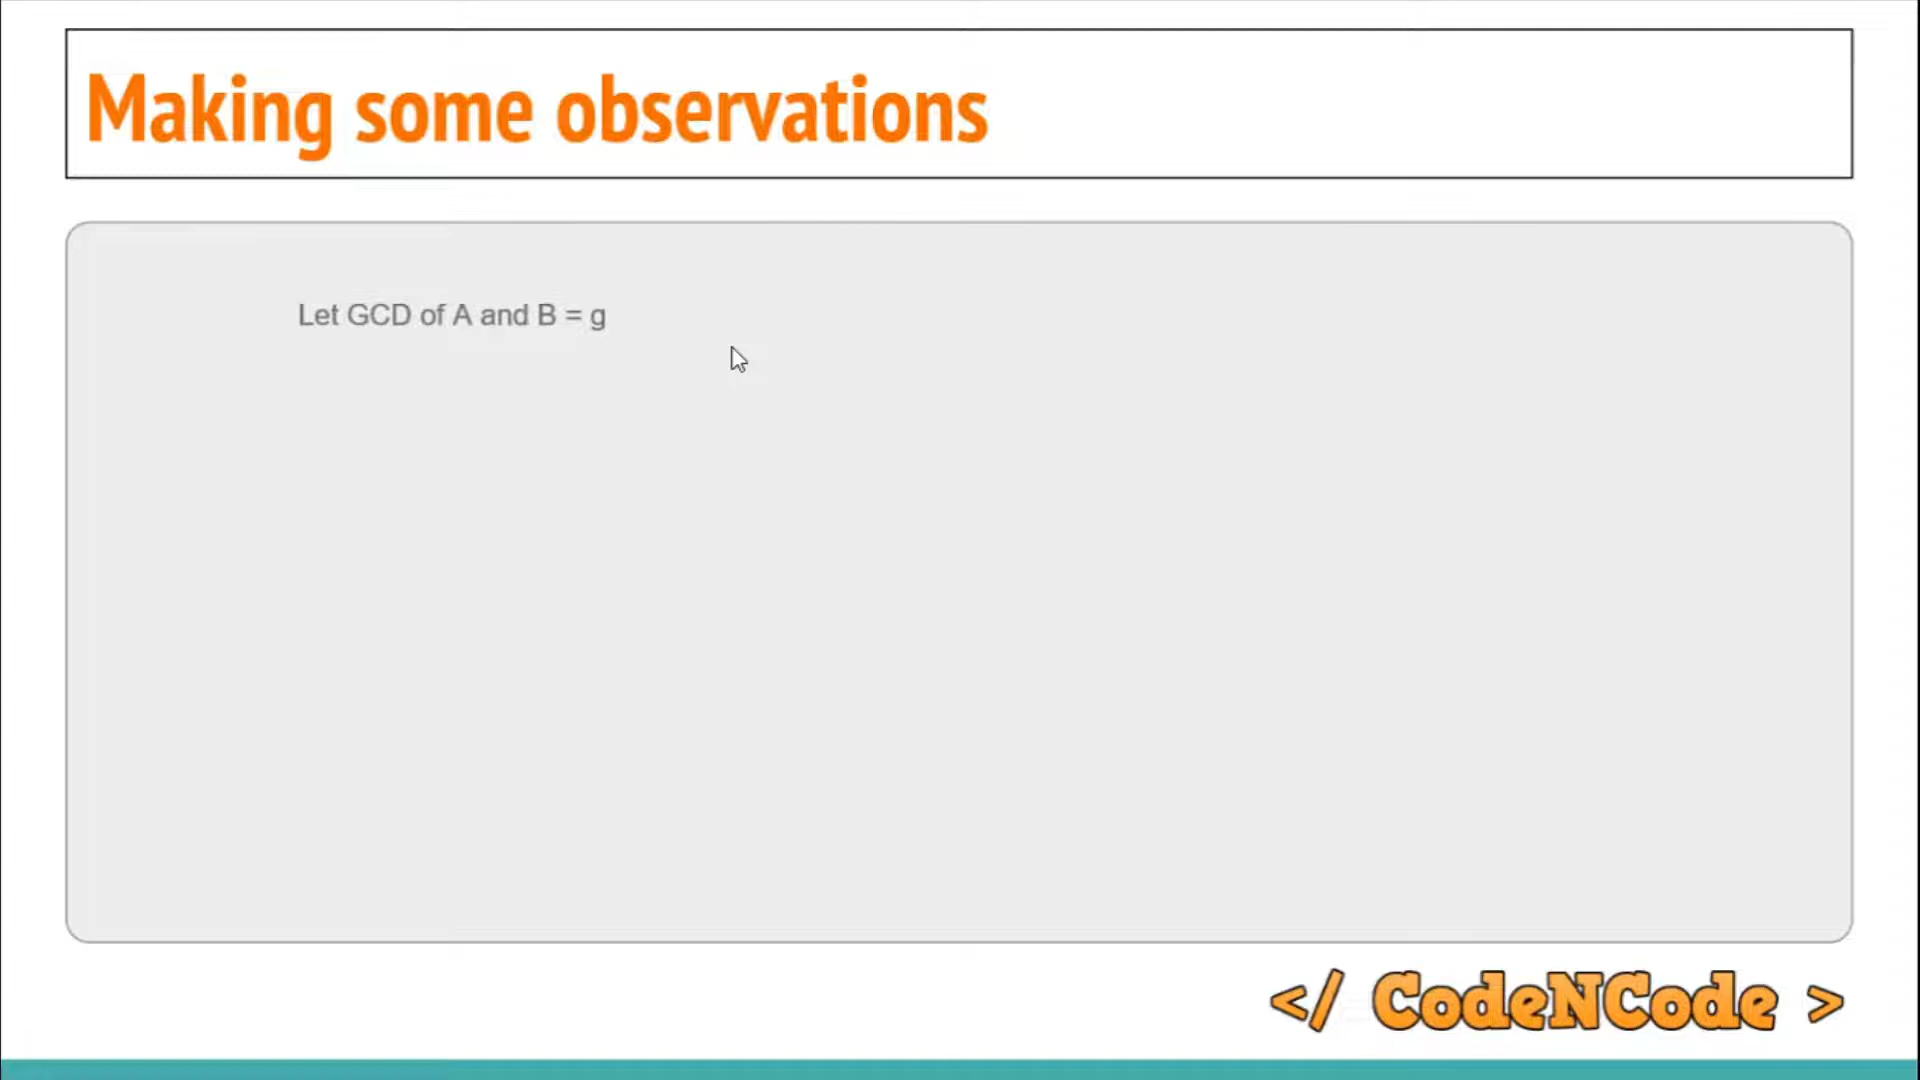 Making some observations
Let GCD of A and B = g
</ CodeNCode >